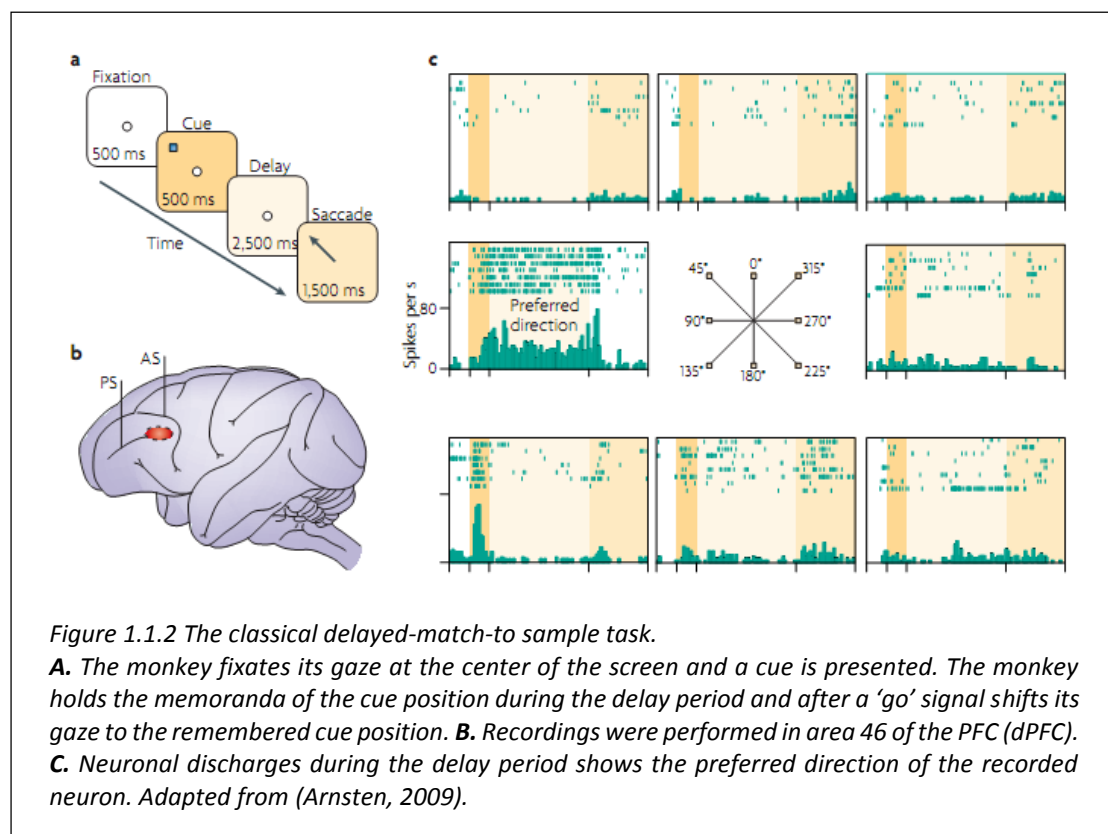 a
Fixation
500 ms
Cue
500 ms
Delay
2,500 ms
Saccade
1,500 ms
Time
b
AS
PS
c
Spikes per s
80
0
Preferred
direction
45°
0°
315°
90°
270°
135°
180°
225°
Figure 1.1.2 The classical delayed-match-to sample task.
A. The monkey fixates its gaze at the center of the screen and a cue is presented. The monkey
holds the memoranda of the cue position during the delay period and after a ‘go’ signal shifts its
gaze to the remembered cue position. B. Recordings were performed in area 46 of the PFC (dPFC).
C. Neuronal discharges during the delay period shows the preferred direction of the recorded
neuron. Adapted from (Arnsten, 2009).